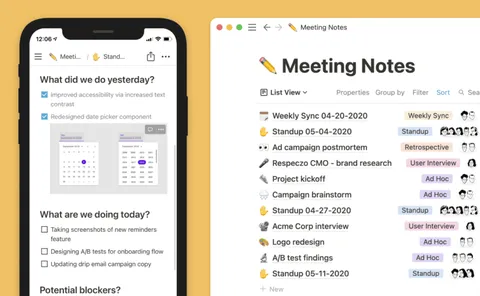 12:06
Meeti... / Stand...
What did we do yesterday?
improved accessibility via increased text
contrast
Redesigned date picker component
What are we doing today?
Taking screenshots of new reminders
feature
Designing A/B tests for onboarding flow
Updating drip email campaign copy
Potential blockers?
Meeting Notes
Meeting Notes
List View
Properties Group by Filter Sort Sea
Weekly Sync 04-20-2020 Weekly Sync
Standup 05-04-2020 Standup
Ad campaign postmortem Retrospective
Respeczo CMO - brand research User Interview
Project kickoff Ad Hoc
Campaign brainstorm Ad Hoc
Standup 04-27-2020 Standup
Acme Corp interview User Interview
Logo redesign Ad Hoc
A/B test findings Ad Hoc
Standup 05-11-2020 Standup
+ New